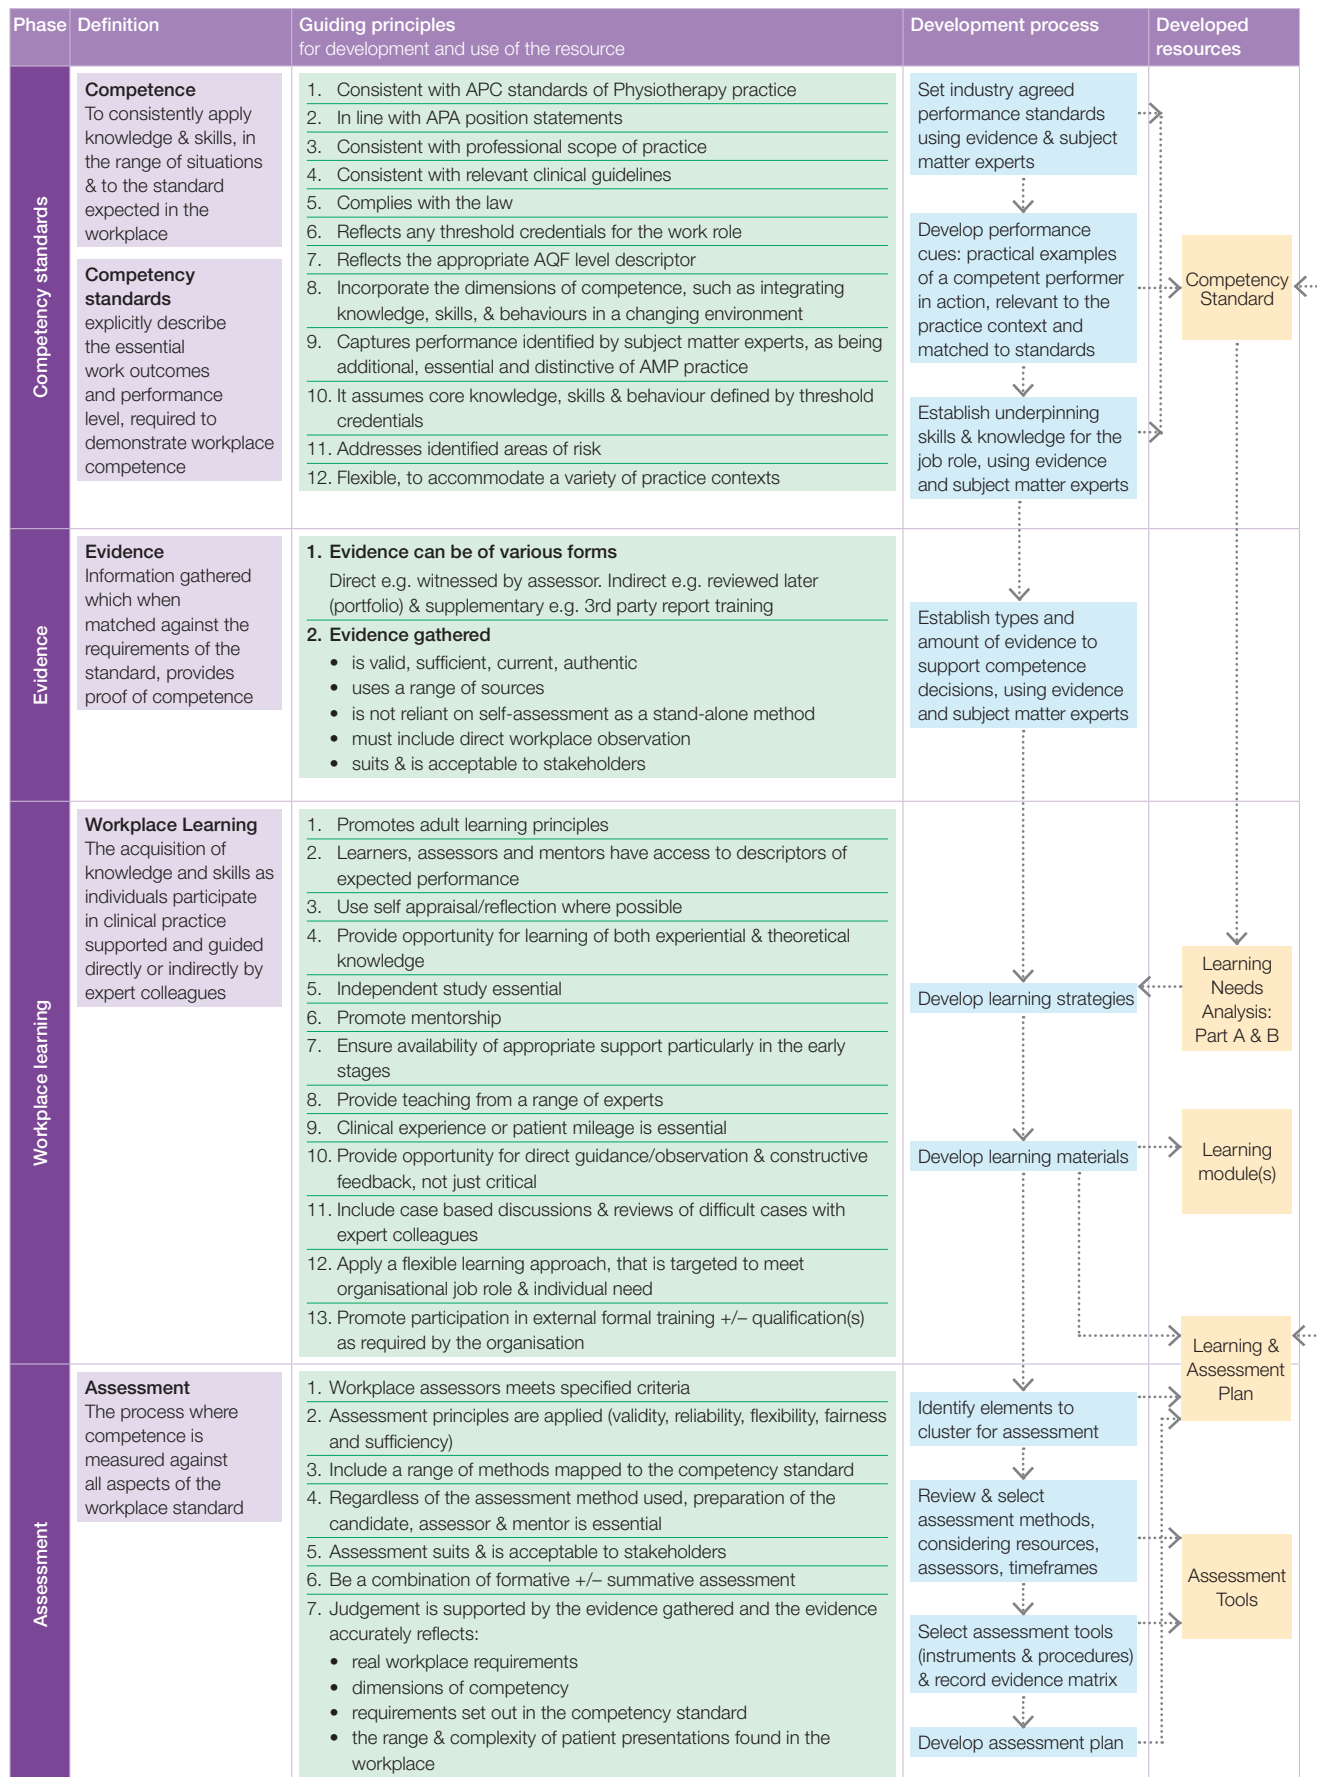 Phase
Definition
Guiding principles
for development and use of the resource
Development process
Developed
resources
Competency standards
Competence
To consistently apply
knowledge & skills, in
the range of situations
& to the standard
expected in the
workplace
Competency
standards
explicitly describe
the essential
work outcomes
and performance
level, required to
demonstrate workplace
competence
1. Consistent with APC standards of Physiotherapy practice
2. In line with APA position statements
3. Consistent with professional scope of practice
4. Consistent with relevant clinical guidelines
5. Complies with the law
6. Reflects any threshold credentials for the work role
7. Reflects the appropriate AQF level descriptor
8. Incorporate the dimensions of competence, such as integrating
knowledge, skills, & behaviours in a changing environment
9. Captures performance identified by subject matter experts, as being
additional, essential and distinctive of AMP practice
10. It assumes core knowledge, skills & behaviour defined by threshold
credentials
11. Addresses identified areas of risk
12. Flexible, to accommodate a variety of practice contexts
Set industry agreed
performance standards
using evidence & subject
matter experts
Develop performance
cues: practical examples
of a competent performer
in action, relevant to the
practice context and
matched to standards
Establish underpinning
skills & knowledge for the
job role, using evidence
and subject matter experts
Competency
Standard
Evidence
Evidence
Information gathered
which when
matched against the
requirements of the
standard, provides
proof of competence
1. Evidence can be of various forms
Direct e.g. witnessed by assessor. Indirect e.g. reviewed later
(portfolio) & supplementary e.g. 3rd party report training
2. Evidence gathered
• is valid, sufficient, current, authentic
• uses a range of sources
• is not reliant on self-assessment as a stand-alone method
• must include direct workplace observation
• suits & is acceptable to stakeholders
Establish types and
amount of evidence to
support competence
decisions, using evidence
and subject matter experts
Workplace learning
Workplace Learning
The acquisition of
knowledge and skills as
individuals participate
in clinical practice
supported and guided
directly or indirectly by
expert colleagues
1. Promotes adult learning principles
2. Learners, assessors and mentors have access to descriptors of
expected performance
3. Use self appraisal/reflection where possible
4. Provide opportunity for learning of both experiential & theoretical
knowledge
5. Independent study essential
6. Promote mentorship
7. Ensure availability of appropriate support particularly in the early
stages
8. Provide teaching from a range of experts
9. Clinical experience or patient mileage is essential
10. Provide opportunity for direct guidance/observation & constructive
feedback, not just critical
11. Include case based discussions & reviews of difficult cases with
expert colleagues
12. Apply a flexible learning approach, that is targeted to meet
organisational job role & individual need
13. Promote participation in external formal training +/– qualification(s)
as required by the organisation
Develop learning strategies
Develop learning materials
Learning
Needs
Analysis:
Part A & B
Learning
module(s)
Learning &
Assessment
Plan
Assessment
Assessment
The process where
competence is
measured against
all aspects of the
workplace standard
1. Workplace assessors meets specified criteria
2. Assessment principles are applied (validity, reliability, flexibility, fairness
and sufficiency)
3. Include a range of methods mapped to the competency standard
4. Regardless of the assessment method used, preparation of the
candidate, assessor & mentor is essential
5. Assessment suits & is acceptable to stakeholders
6. Be a combination of formative +/– summative assessment
7. Judgement is supported by the evidence gathered and the evidence
accurately reflects:
• real workplace requirements
• dimensions of competency
• requirements set out in the competency standard
• the range & complexity of patient presentations found in the
workplace
Identify elements to
cluster for assessment
Review & select
assessment methods,
considering resources,
assessors, timeframes
Select assessment tools
(instruments & procedures)
& record evidence matrix
Develop assessment plan
Assessment
Tools